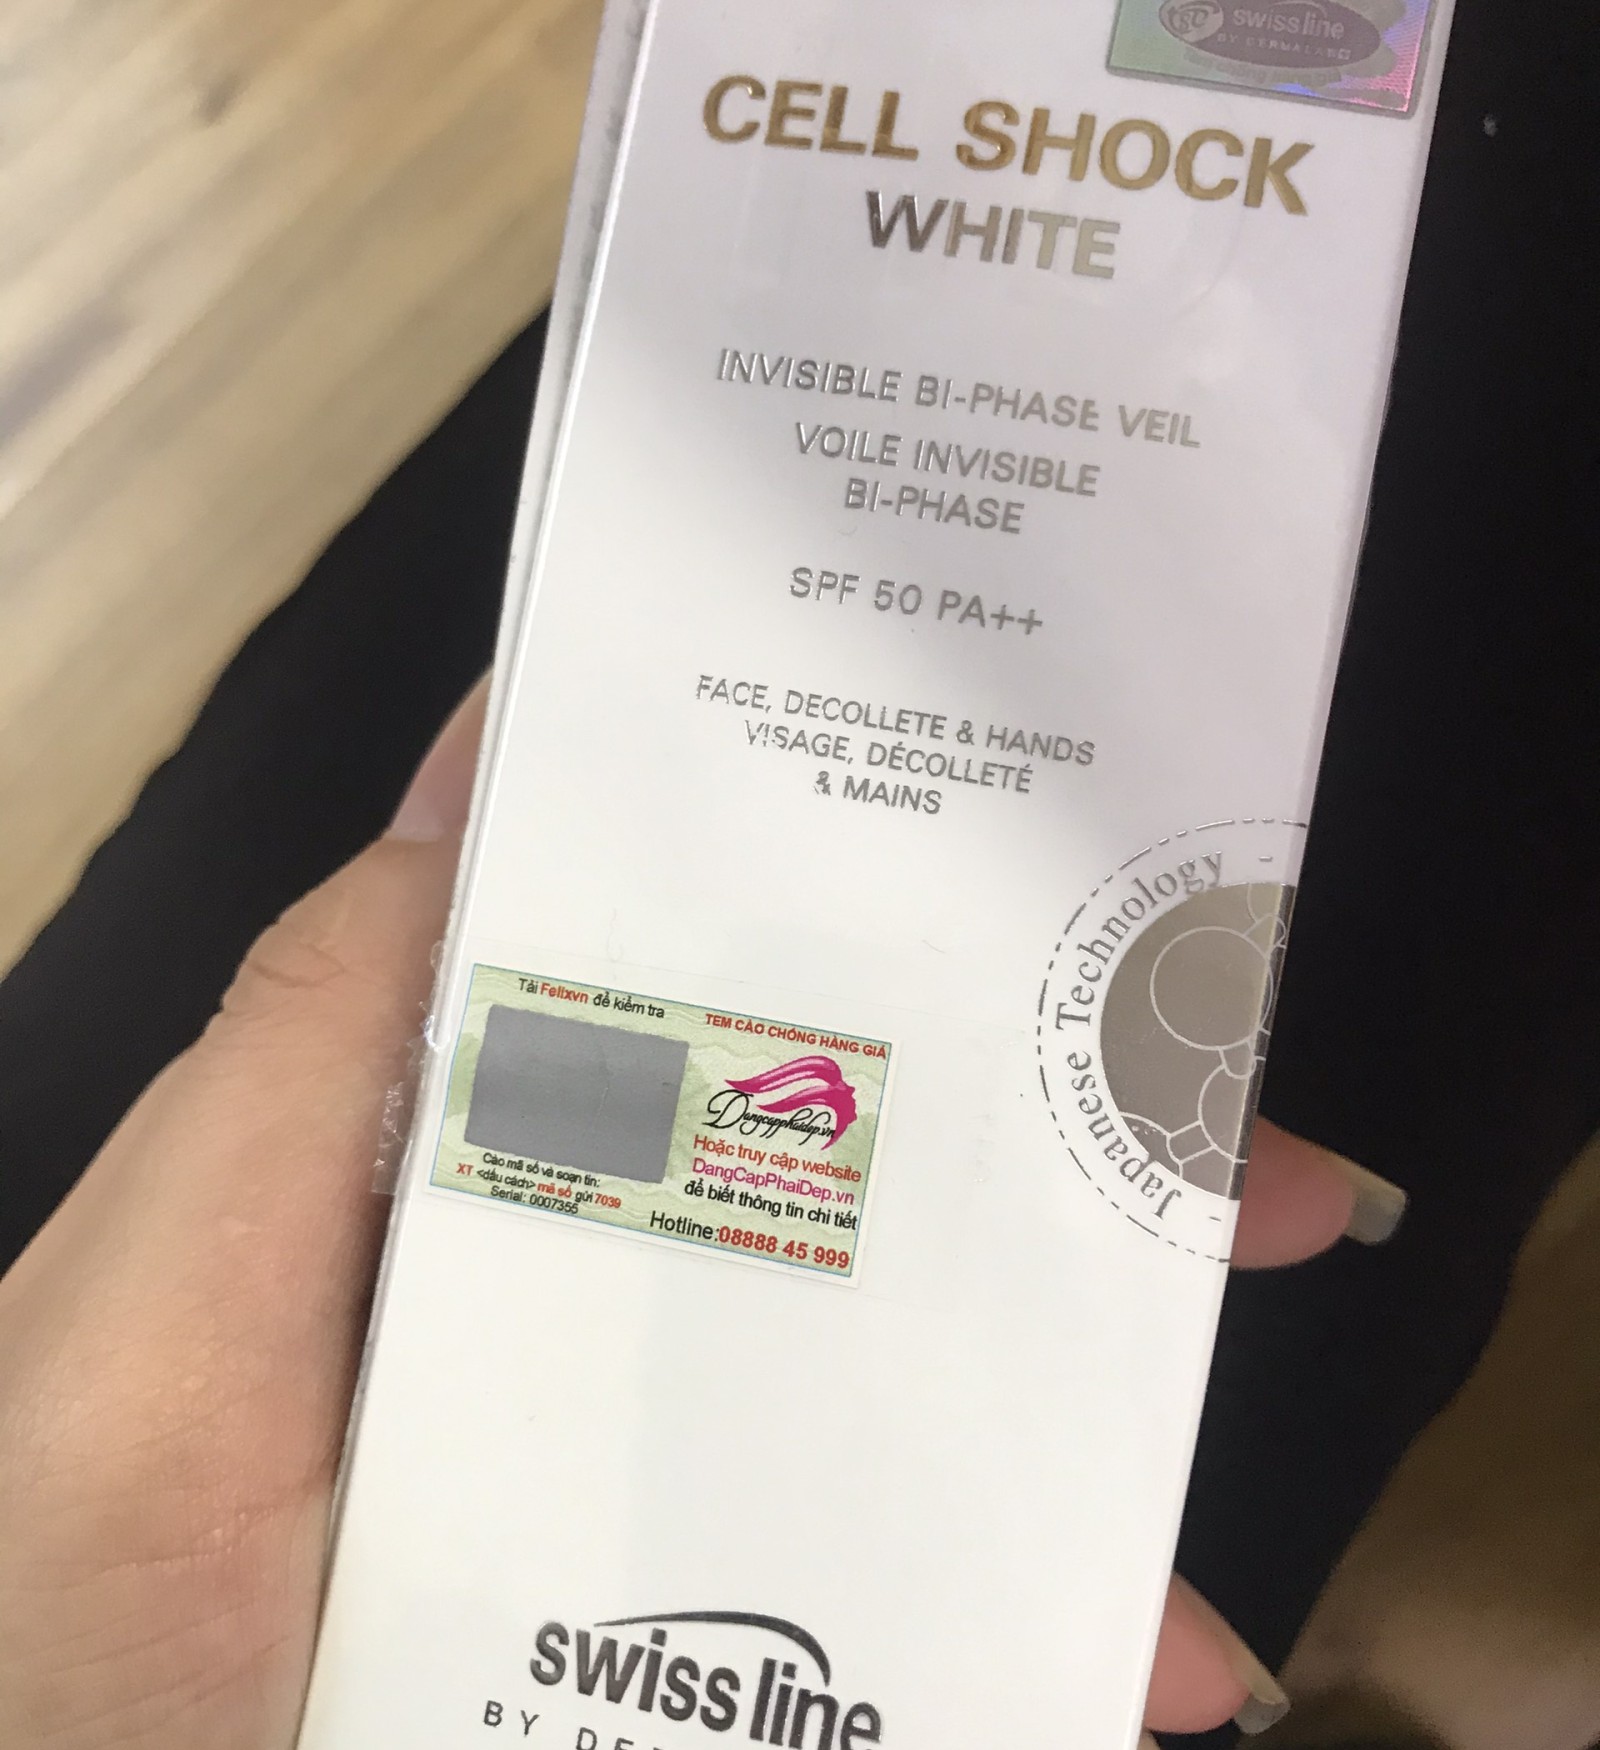 swiss line
BY DERMALAB
CELL SHOCK
WHITE
INVISIBLE BI-PHASE VEIL
VOILE INVISIBLE
BI-PHASE
SPF 50 PA++
FACE, DECOLLETE & HANDS
VISAGE, DÉCOLLETÉ
& MAINS
Japanese Technology
Tải Felixvn để kiểm tra
TEM CÀO CHỐNG HÀNG GIẢ
Dangcapphaidep.vn
Hoặc truy cập website
DangCapPhaiDep.vn
để biết thông tin chi tiết
Cào mã số và soạn tin:
XT <dấu cách> mã số gửi 7039
Serial: 0007355
Hotline:08888 45 999
swiss line
BY